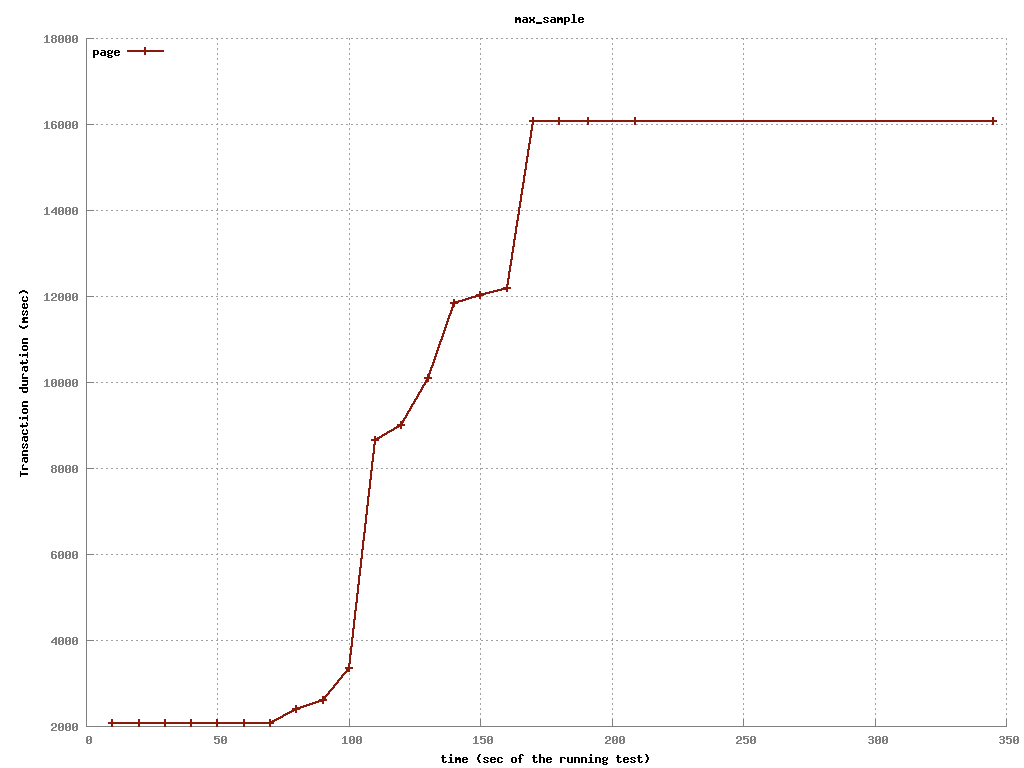 max_sample
18000
page
16000
14000
12000
10000
8000
6000
4000
2000
Transaction duration (msec)
0 50 100 150 200 250 300 350
time (sec of the running test)